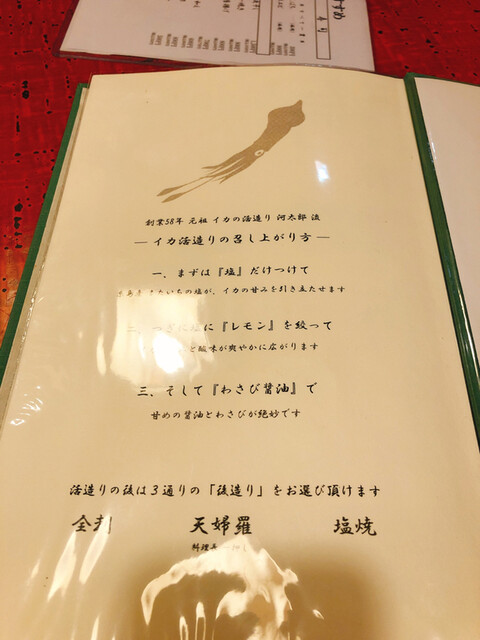 創業58年 元祖 イカの活造り 河太郎 流
― イカ活造りの召し上がり方 ―
一、まずは『塩』だけつけて
の塩が、イカの甘みを引き立たせます
に『レモン』を絞って
酸味が爽やかに広がります
三、そして『わさび醤油』で
甘めの醤油とわさびが絶妙です
活造りの後は3通りの「後造り」をお選び頂けます
天婦羅
塩焼
料理長